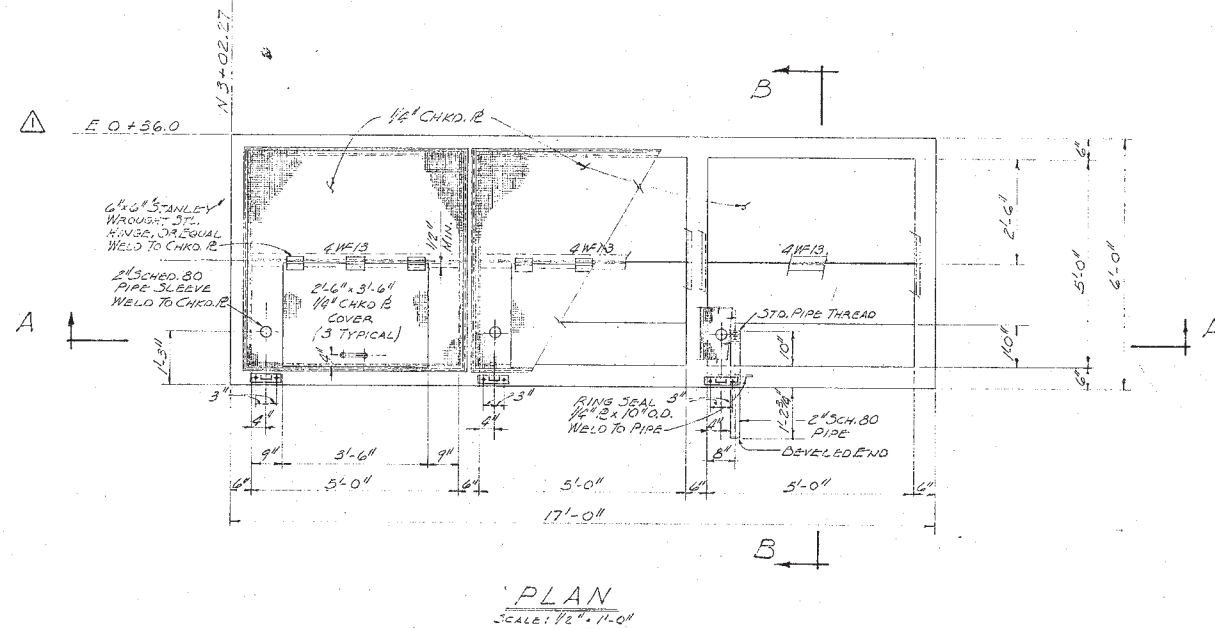 N 3+02.27
B
1
E 0+36.0
1/4" CHKD. PL
6"x6" "STANLEY"
WROUGHT STL.
HINGE, OR EQUAL
WELD TO CHKD. PL
4WF13
1/2"
MIN.
4WF13
4WF13
2" SCHED. 80
PIPE SLEEVE
WELD TO CHKD. PL
2'-6" x 3'-6"
1/4" CHKD PL
COVER
(3 TYPICAL)
4"
STD. PIPE THREAD
10"
6"
2'-6"
5'-0"
6'-0"
1'-0"
6"
A
A
1'-3"
3"
4"
3"
4"
RING SEAL
1/4" PL x 10" O.D.
WELD TO PIPE
3"
4"
8"
2" SCH. 80
PIPE
BEVELED END
9"
3'-6"
9"
6"
5'-0"
6"
5'-0"
6"
5'-0"
6"
17'-0"
B
PLAN
SCALE: 1/2" = 1'-0"